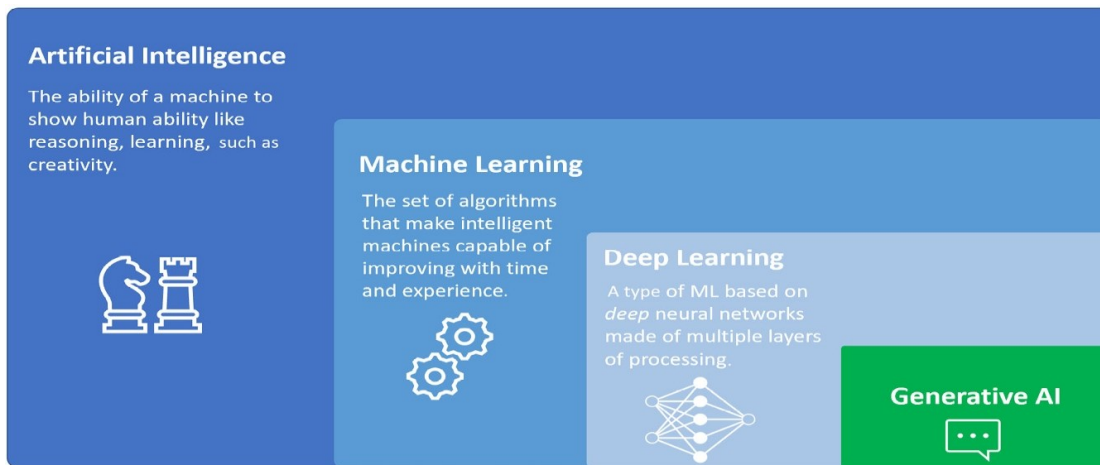 Artificial Intelligence
The ability of a machine to
show human ability like
reasoning, learning, such as
creativity.
Machine Learning
The set of algorithms
that make intelligent
machines capable of
improving with time
and experience.
Deep Learning
A type of ML based on
deep neural networks
made of multiple layers
of processing.
Generative AI